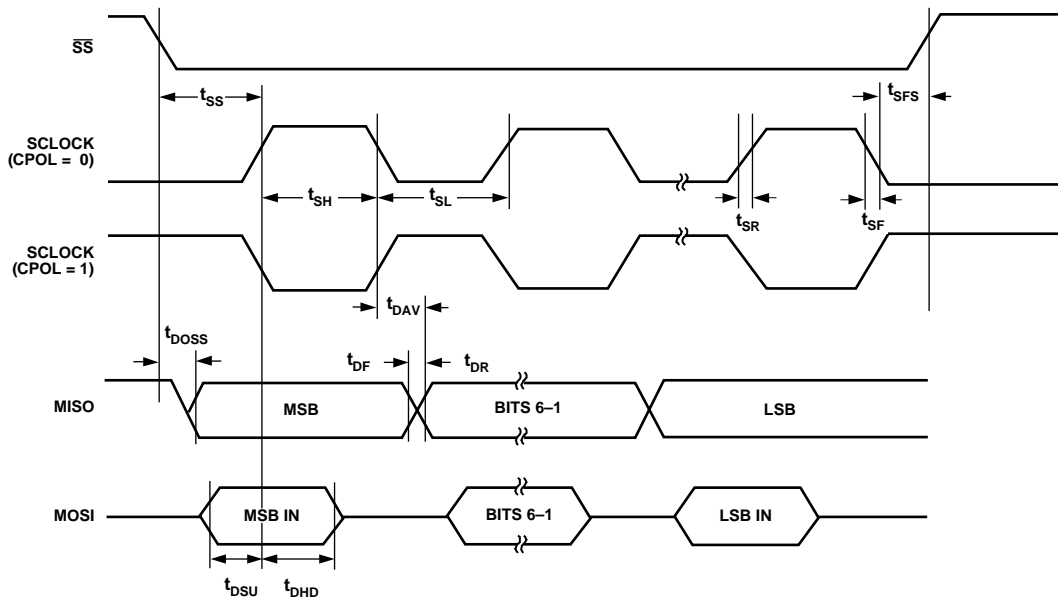 SS
tSS
tSFS
SCLOCK
(CPOL = 0)
tSH
tSL
tSR
tSF
SCLOCK
(CPOL = 1)
tDAV
tDOSS
tDF
tDR
MISO
MSB
BITS 6–1
LSB
MOSI
MSB IN
BITS 6–1
LSB IN
tDSU
tDHD